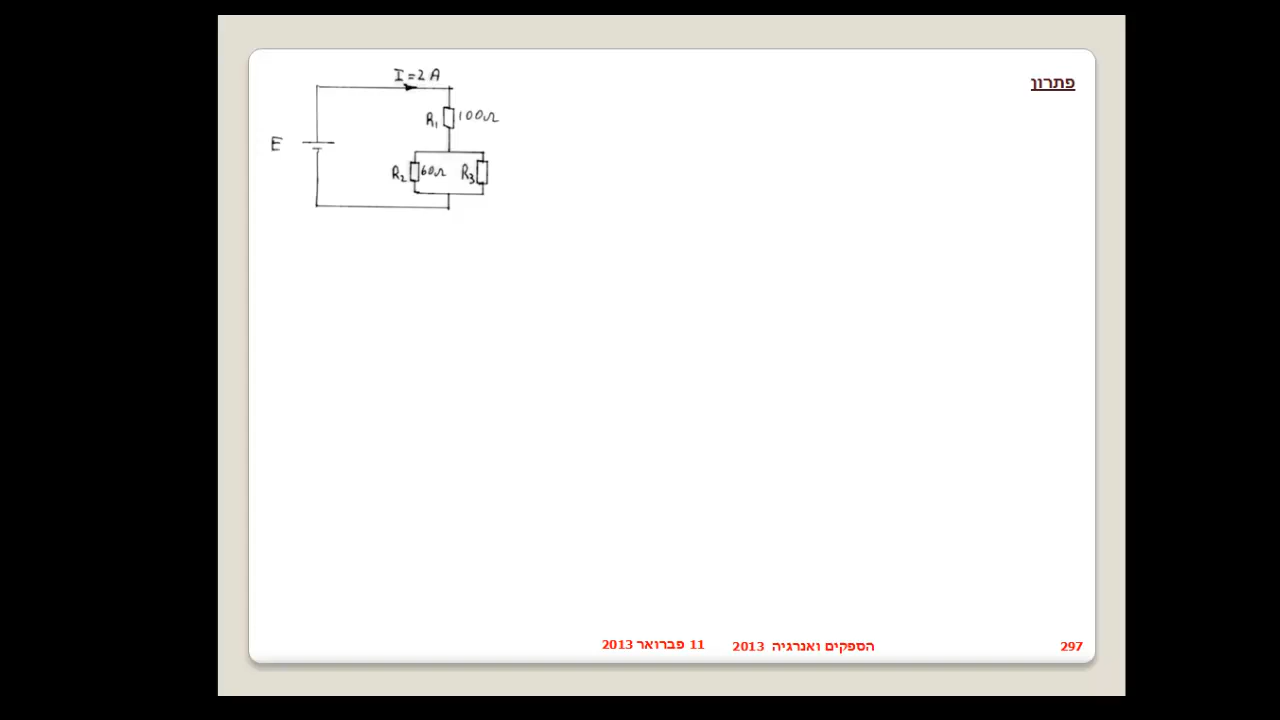 פתרון
I=2A
R₁ 100Ω
E
R₂ 60Ω R₃
11 פברואר 2013
הספקים ואנרגיה 2013
297